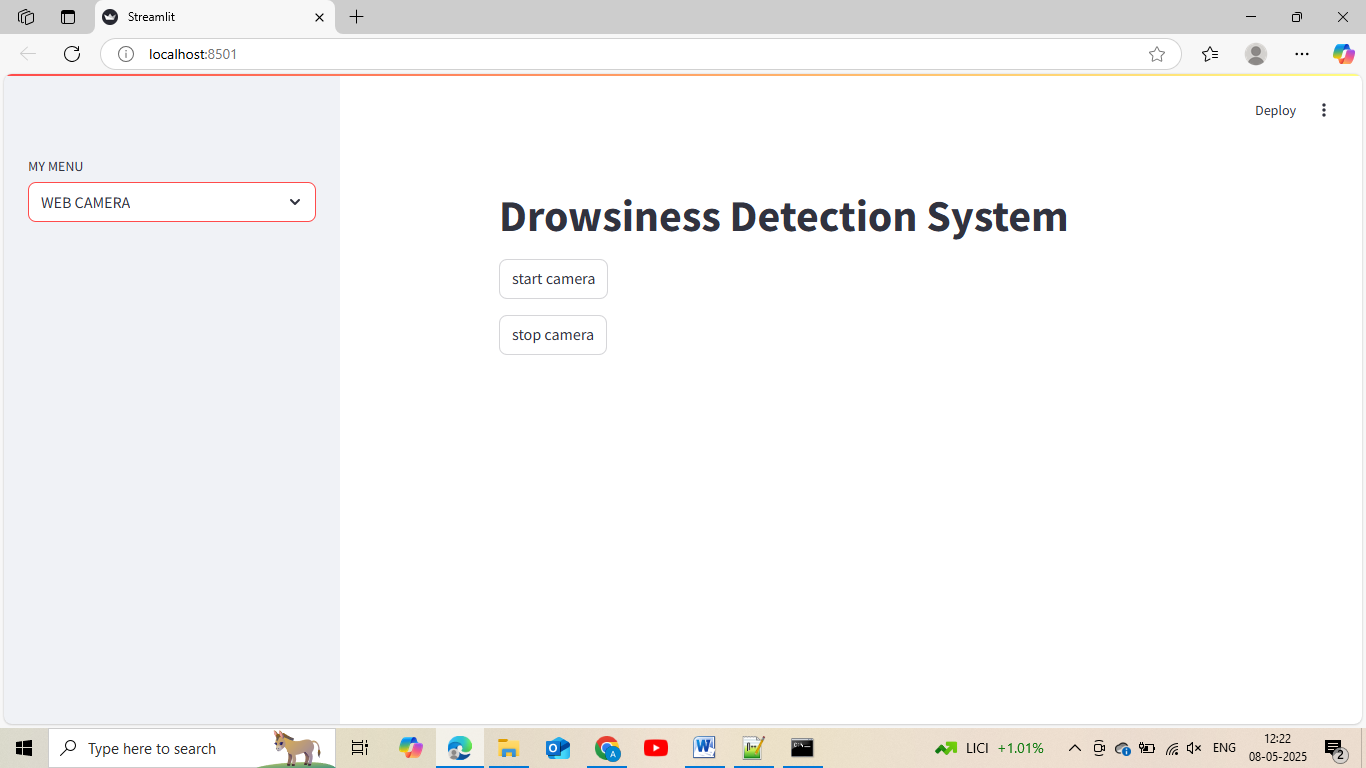 Streamlit
localhost:8501
Deploy
MY MENU
WEB CAMERA
Drowsiness Detection System
start camera
stop camera
Type here to search
LICI +1.01%
ENG
12:22
08-05-2025
2